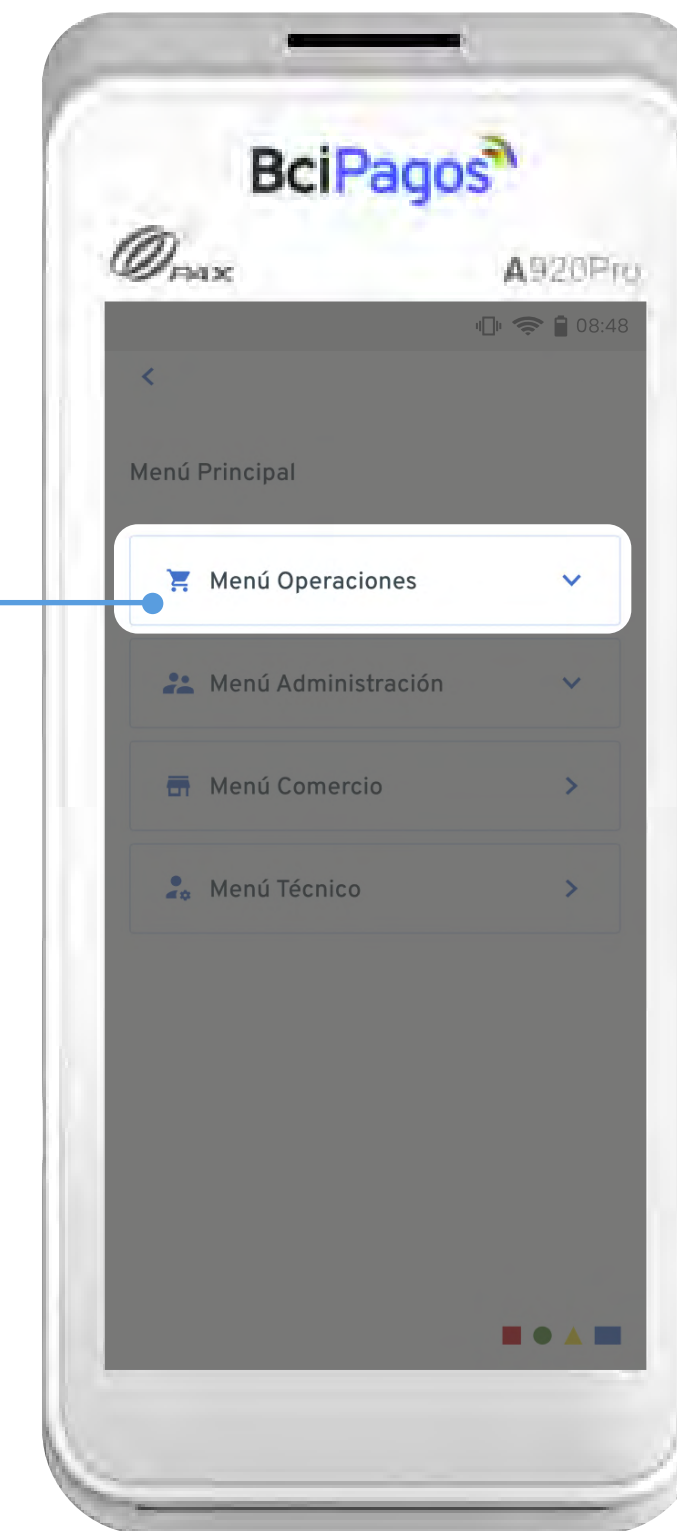 BciPagos
PAX
A920Pro
08:48
Menú Principal
Menú Operaciones
Menú Administración
Menú Comercio
Menú Técnico